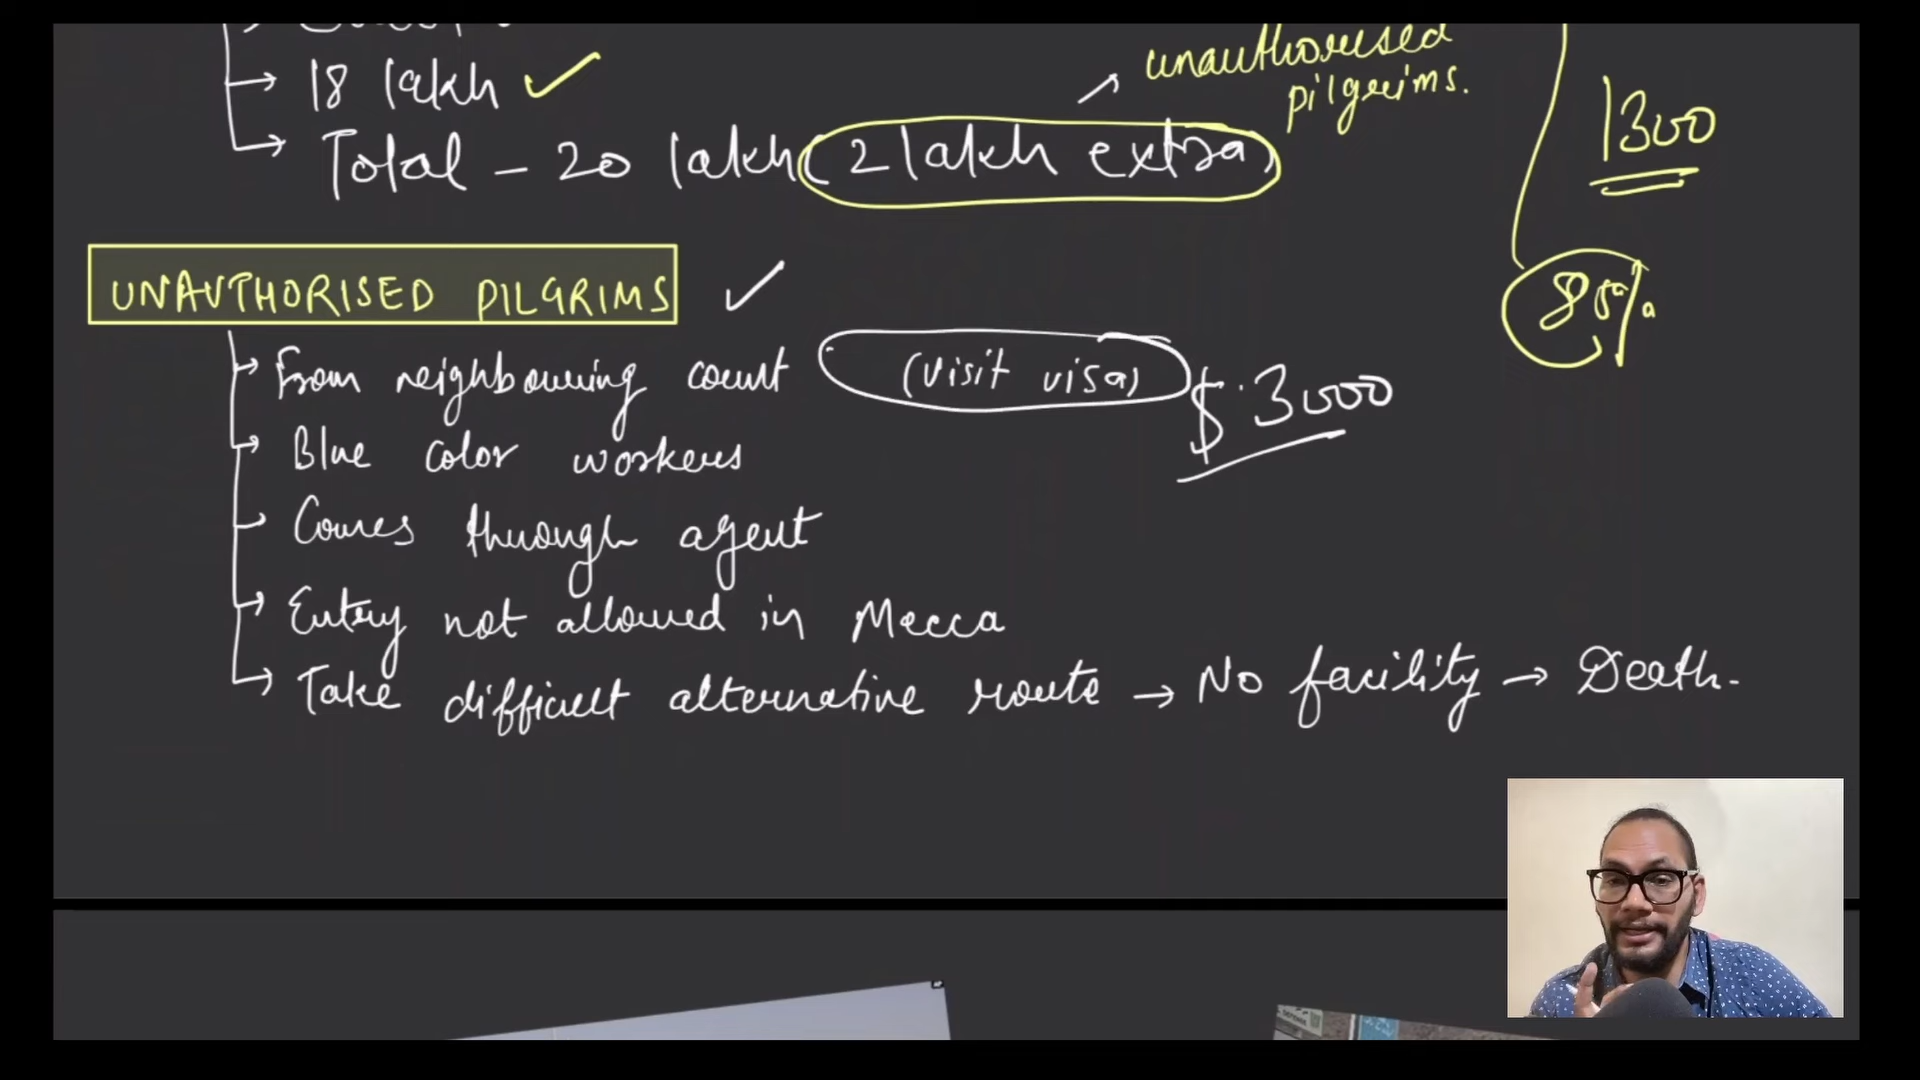 18 lakh
Total - 20 lakh (2 lakh extra)
unauthorised
pilgrims.
1300
85%
UNAUTHORISED PILGRIMS
From neighbouring count (visit visa) $3000
Blue color workers
Comes through agent
Entry not allowed in Mecca
Take difficult alternative route → No facility → Death.